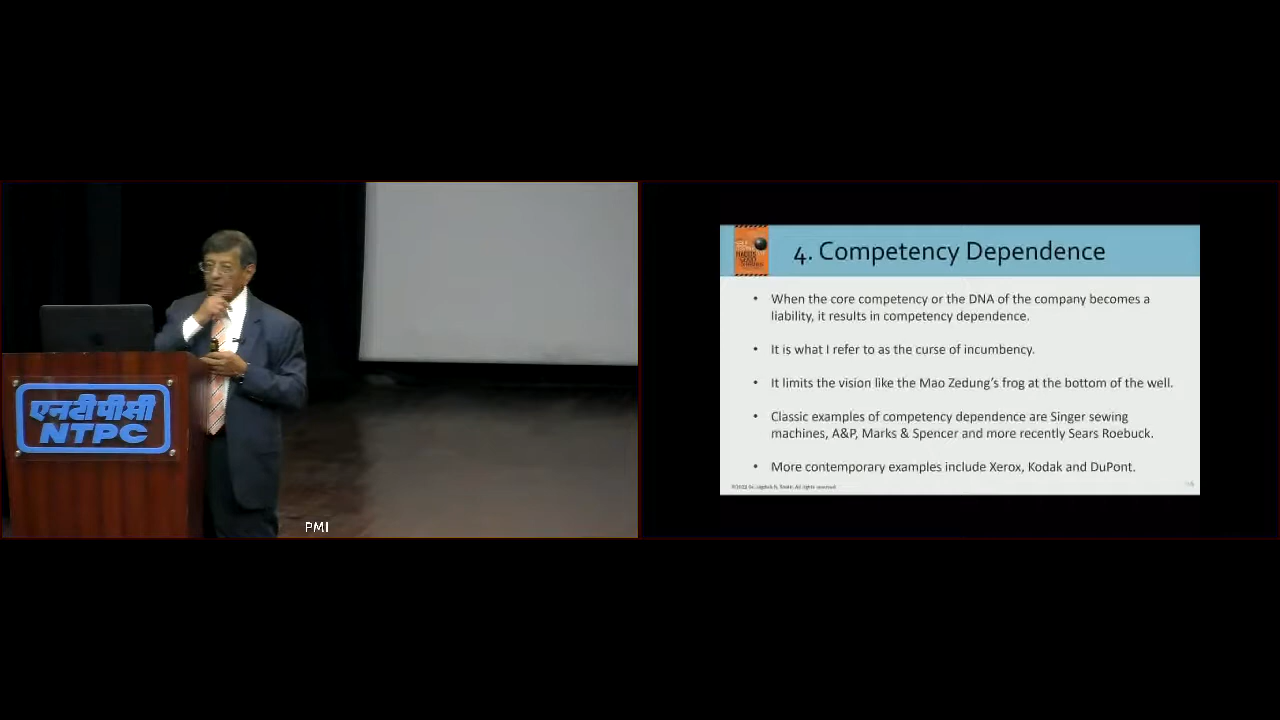 एनटीपीसी
NTPC
PMI
4. Competency Dependence
• When the core competency or the DNA of the company becomes a
liability, it results in competency dependence.
• It is what I refer to as the curse of incumbency.
• It limits the vision like the Mao Zedung's frog at the bottom of the well.
• Classic examples of competency dependence are Singer sewing
machines, A&P, Marks & Spencer and more recently Sears Roebuck.
• More contemporary examples include Xerox, Kodak and DuPont.
All rights reserved